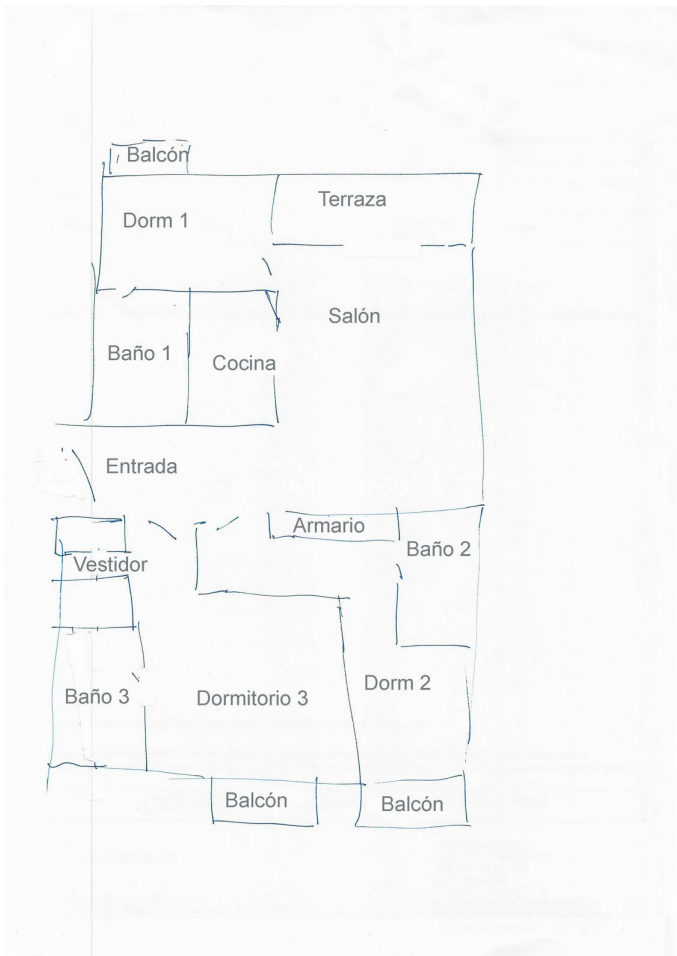 Balcón
Terraza
Dorm 1
Salón
Baño 1
Cocina
Entrada
Armario
Baño 2
Vestidor
Dorm 2
Baño 3
Dormitorio 3
Balcón
Balcón